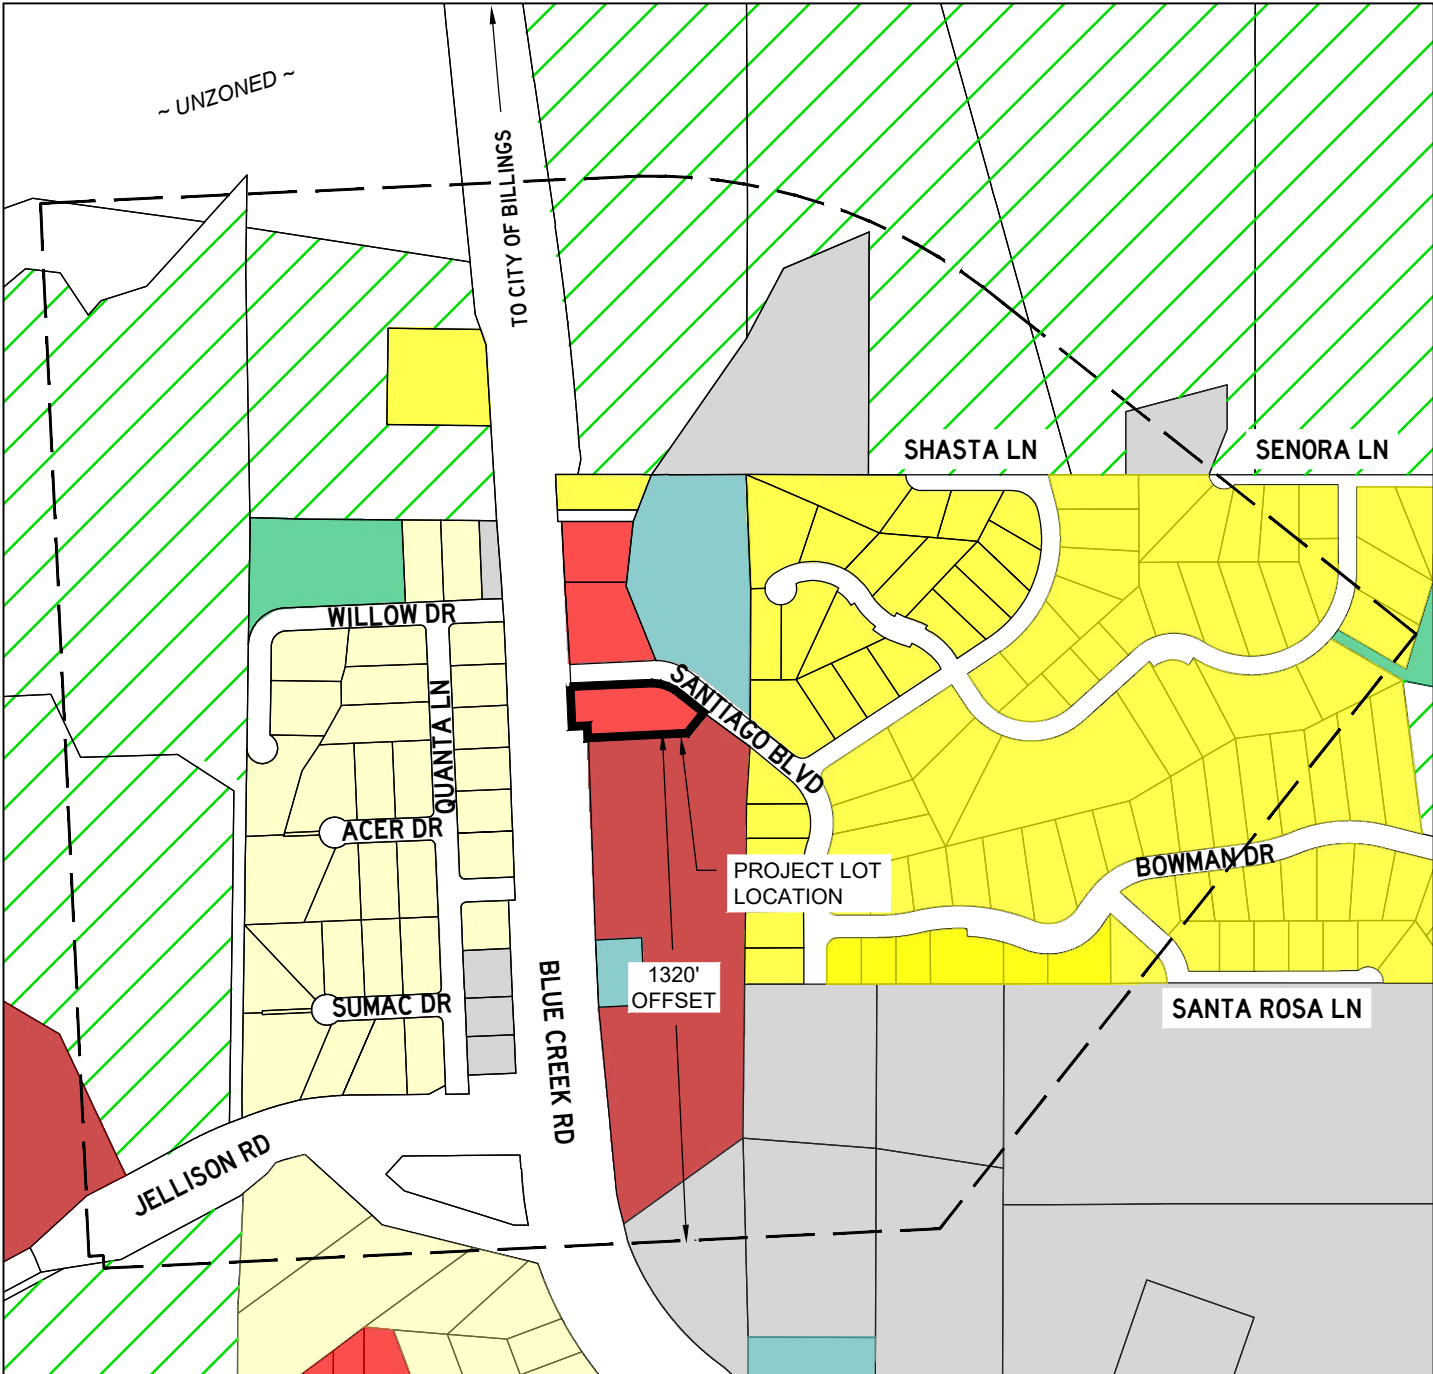 ~ UNZONED ~
TO CITY OF BILLINGS
SHASTA LN
SENORA LN
WILLOW DR
SANTIAGO BLVD
QUANTA LN
ACER DR
PROJECT LOT
LOCATION
BOWMAN DR
1320'
OFFSET
SUMAC DR
SANTA ROSA LN
BLUE CREEK RD
JELLISON RD